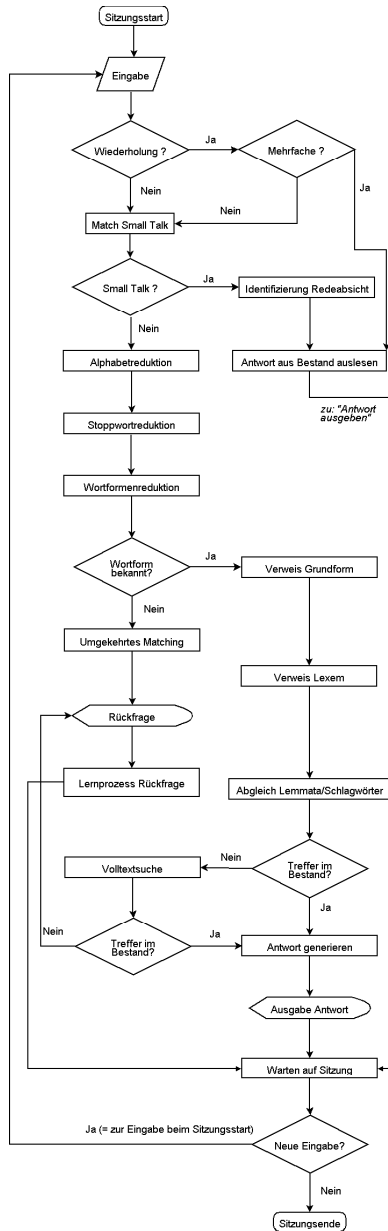 Sitzungsstart
Eingabe
Wiederholung ?
Ja
Mehrfache ?
Nein
Nein
Ja
Match Small Talk
Small Talk ?
Ja
Identifizierung Redeabsicht
Nein
Alphabetreduktion
Antwort aus Bestand auslesen
zu: "Antwort
ausgeben"
Stoppwortreduktion
Wortformenreduktion
Wortform
bekannt?
Ja
Verweis Grundform
Nein
Umgekehrtes Matching
Verweis Lexem
Rückfrage
Lernprozess Rückfrage
Abgleich Lemmata/Schlagwörter
Nein
Treffer im
Bestand?
Volltextsuche
Ja
Nein
Treffer im
Bestand?
Ja
Antwort generieren
Ausgabe Antwort
Warten auf Sitzung
Ja (= zur Eingabe beim Sitzungsstart)
Neue Eingabe?
Nein
Sitzungsende